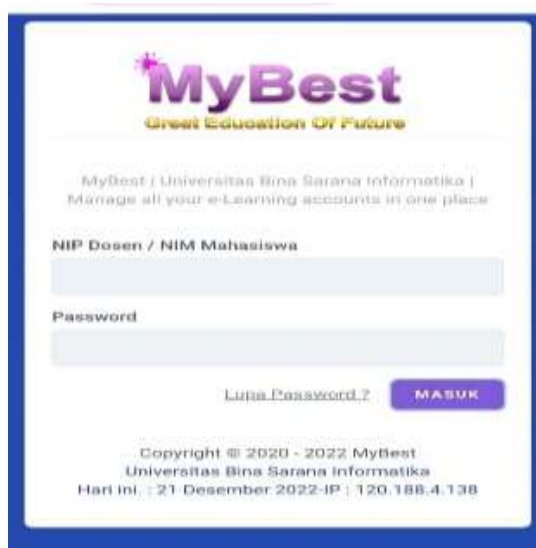 MyBest
Great Education Of Future
MyBest | Universitas Bina Sarana Informatika |
Manage all your e-Learning accounts in one place
NIP Dosen / NIM Mahasiswa
Password
Lupa Password ?
MASUK
Copyright © 2020 - 2022 MyBest
Universitas Bina Sarana Informatika
Hari ini. : 21 Desember 2022-IP : 120.188.4.138